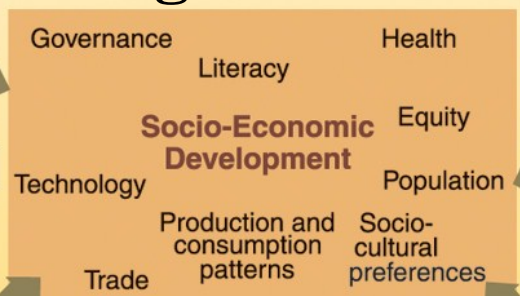 Governance
Health
Literacy
Equity
Socio-Economic
Development
Technology
Population
Production and
consumption
patterns
Socio-
cultural
preferences
Trade